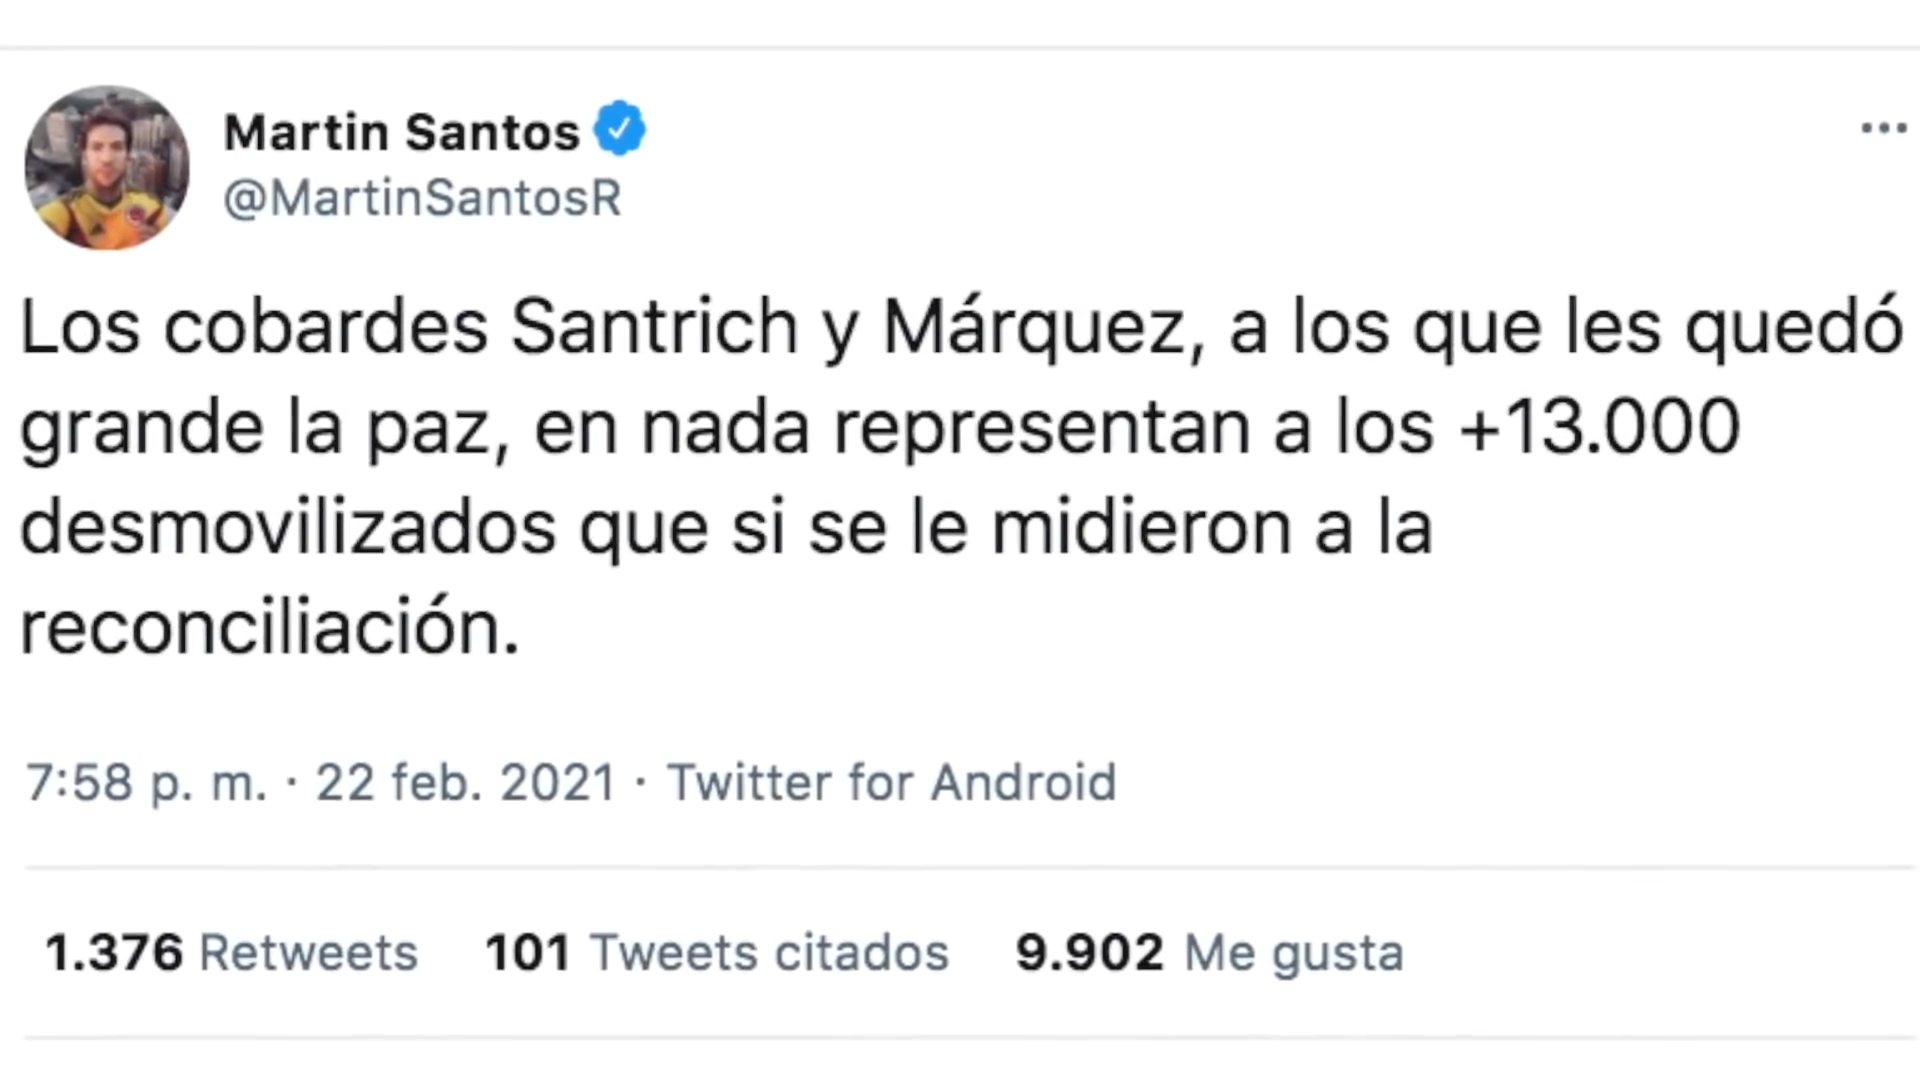 Martin Santos
@MartinSantosR
Los cobardes Santrich y Márquez, a los que les quedó
grande la paz, en nada representan a los +13.000
desmovilizados que si se le midieron a la
reconciliación.
7:58 p. m. · 22 feb. 2021 · Twitter for Android
1.376 Retweets 101 Tweets citados 9.902 Me gusta